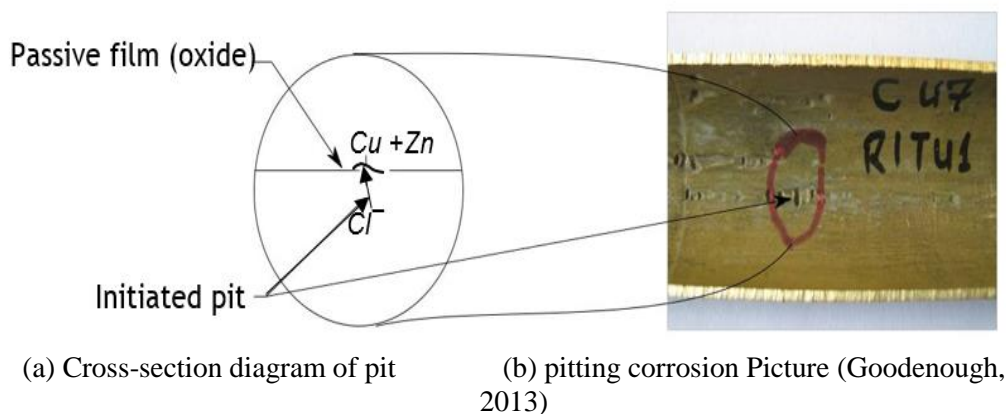 Passive film (oxide)
Cu +Zn
Cl⁻
Initiated pit
C U7
RITU1
(a) Cross-section diagram of pit
(b) pitting corrosion Picture (Goodenough,
2013)